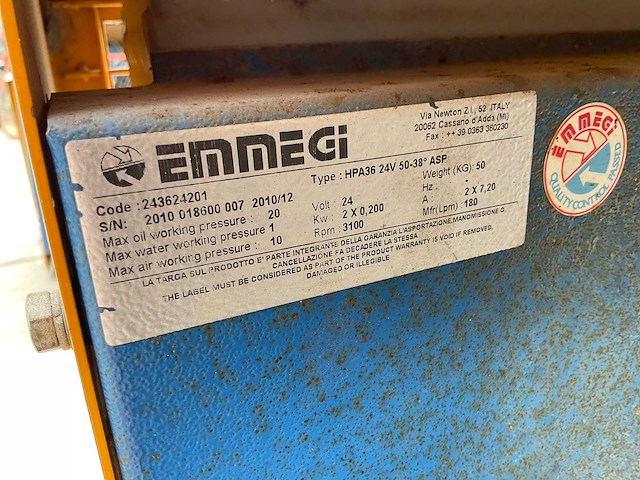 EMMEGI
Via Newton Z.I., 52 ITALY
20062 Cassano d'Adda (MI)
Fax : ++ 39 0363 360230
Code : 243624201
Type : HPA36 24V 50-38° ASP
S/N: 2010 018600 007 2010/12
Weight (KG): 50
Max oil working pressure : 20
Volt : 24
Hz : -
Max water working pressure : 1
Kw : 2 X 0,200
A : 2 X 7,20
Max air working pressure : 10
Rpm : 3100
Mfr(Lpm) : 180
LA TARGA SUL PRODOTTO E' PARTE INTEGRANTE DELLA GARANZIA L'ASPORTAZIONE,MANOMISSIONE O
CANCELLAZIONE FA DECADERE LA STESSA
THE LABEL MUST BE CONSIDERED AS PART OF THE PRODUCT WARRANTY IS VOID IF REMOVED.
DAMAGED OR ILLEGIBLE
EMMEGI
QUALITY CONTROL PASSED